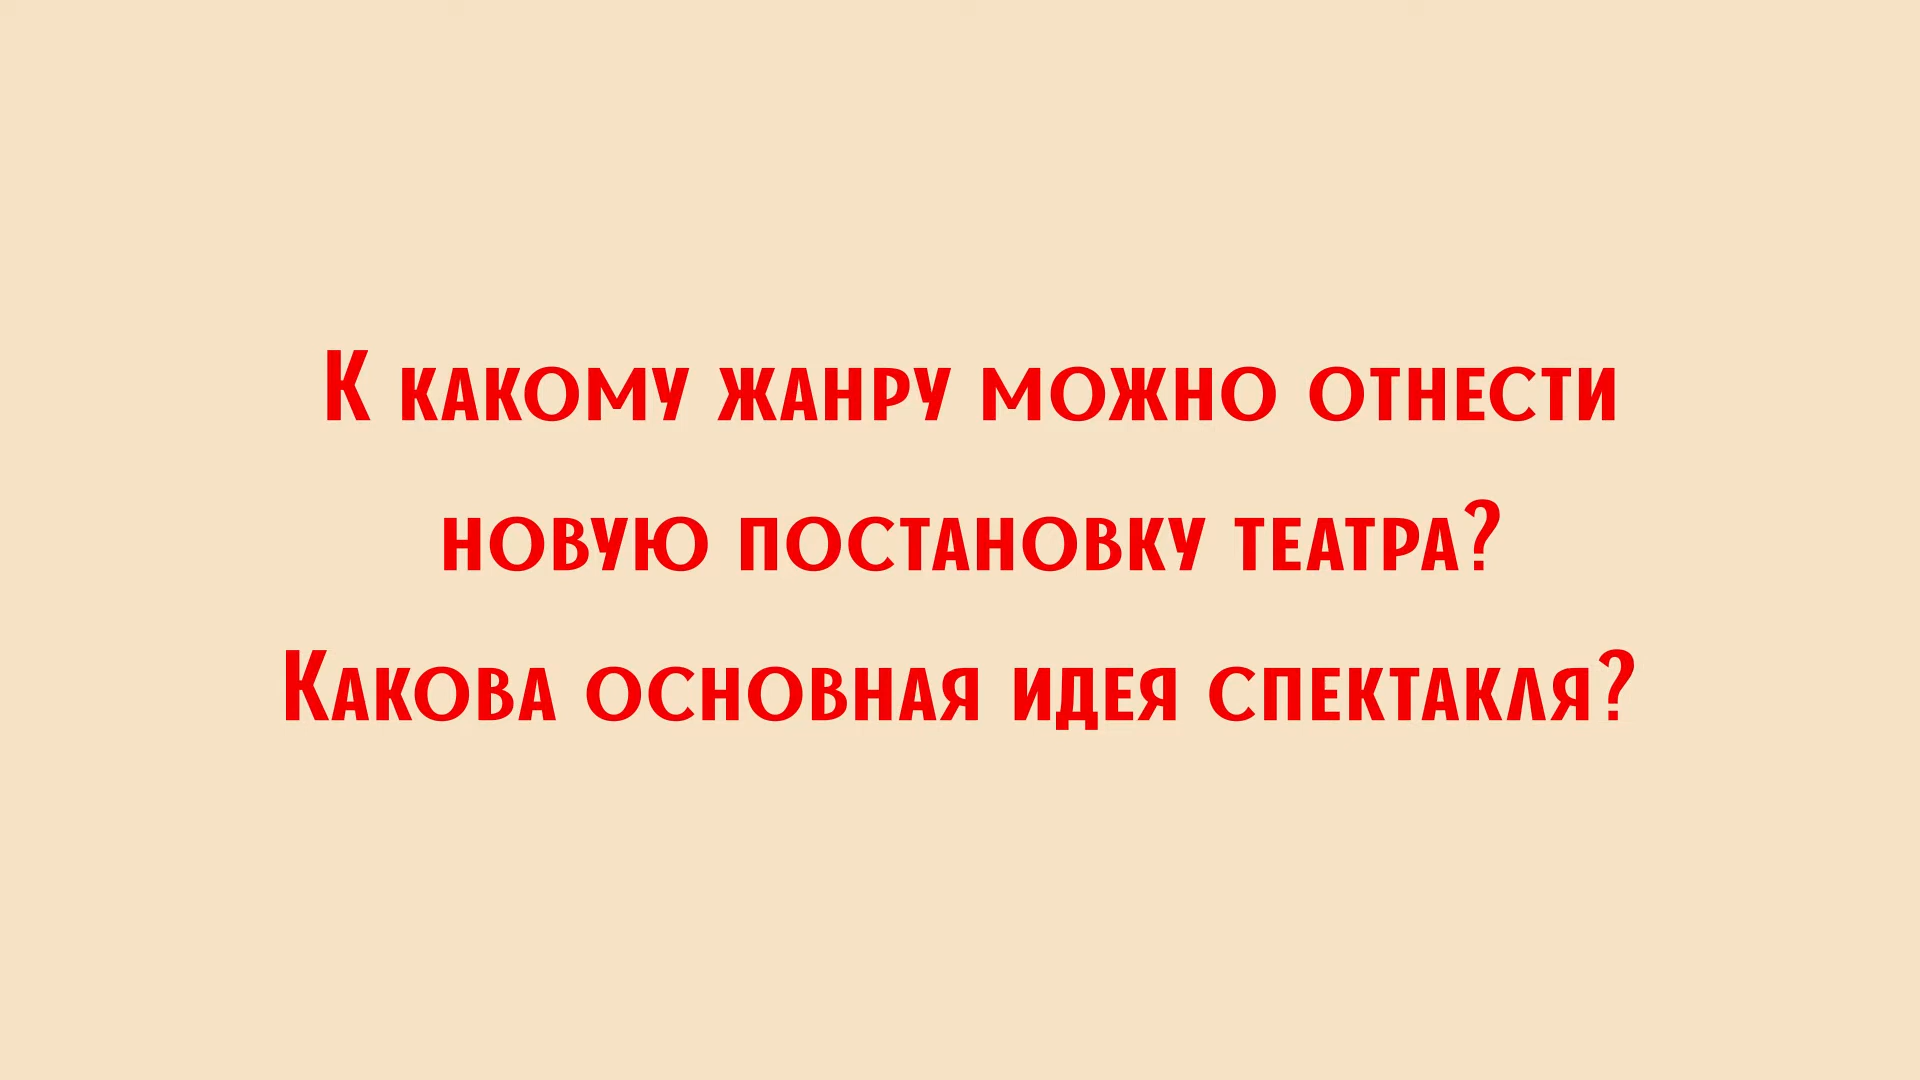 К какому жанру можно отнести
новую постановку театра?
Какова основная идея спектакля?